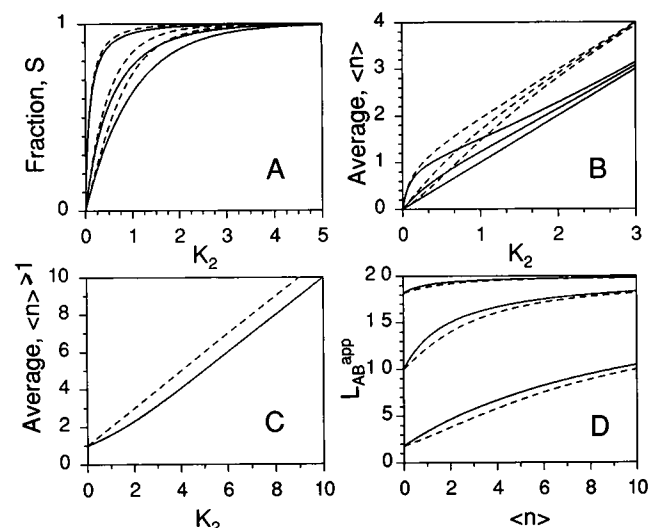 Fraction, S
1
0
0 1 2 3 4 5
K₂
A
Average, <n>
4
3
2
1
0
0 1 2 3
K₂
B
Average, <n>>1
10
8
6
4
2
0
0 2 4 6 8 10
K₂
C
L_AB^app
20
15
10
5
0
0 2 4 6 8 10
<n>
D